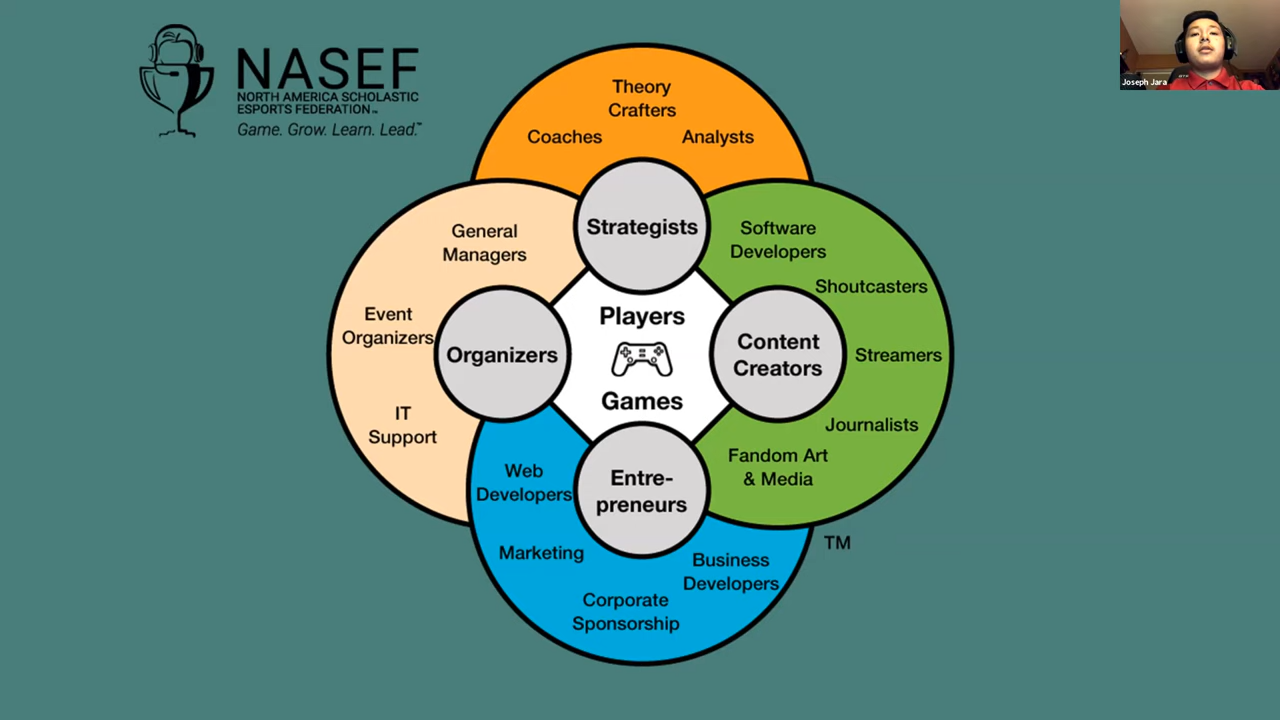 NASEF
NORTH AMERICA SCHOLASTIC
ESPORTS FEDERATION™
Game. Grow. Learn. Lead.™
Joseph Jara
Theory
Crafters
Coaches
Analysts
Strategists
General
Managers
Event
Organizers
IT
Support
Organizers
Players
Games
Software
Developers
Shoutcasters
Streamers
Journalists
Fandom Art
& Media
Content
Creators
Entre-
preneurs
Web
Developers
Marketing
Corporate
Sponsorship
Business
Developers
TM